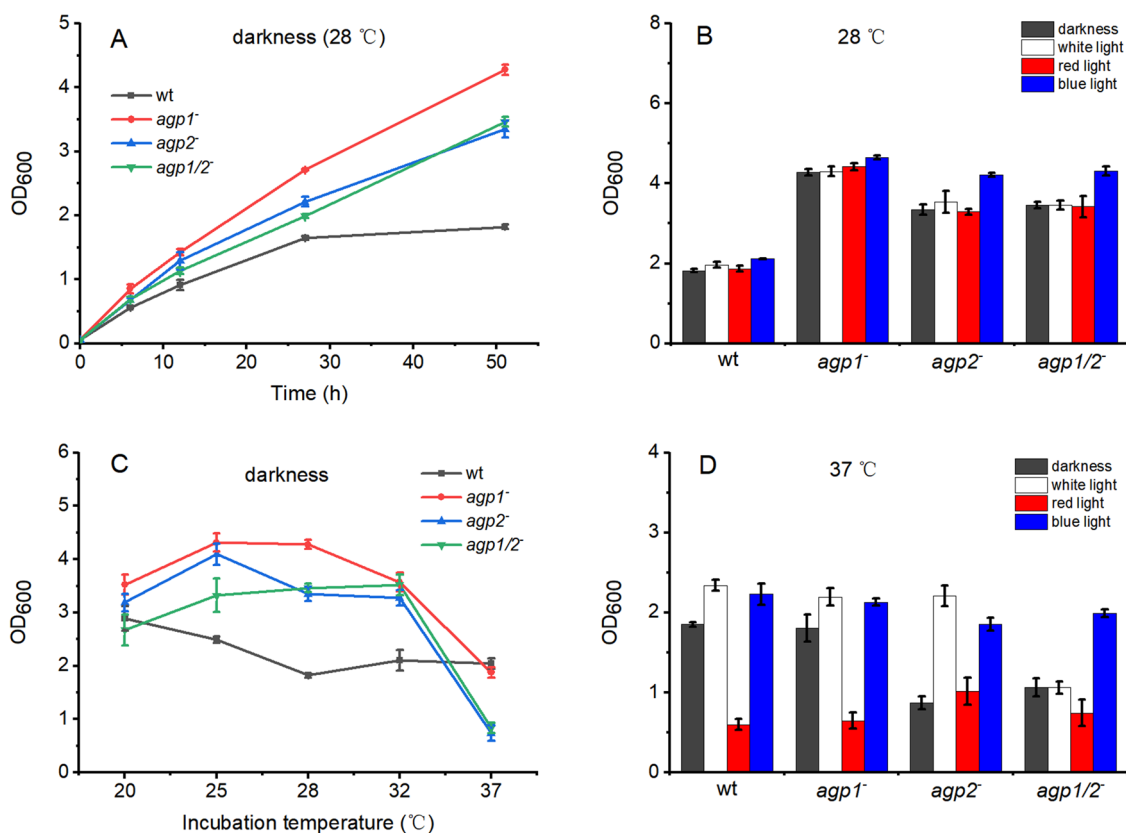 A
darkness (28 ℃)
wt
agp1⁻
agp2⁻
agp1/2⁻
5
4
3
2
1
0
OD₆₀₀
0
10
20
30
40
50
Time (h)
B
28 ℃
darkness
white light
red light
blue light
8
6
4
2
0
OD₆₀₀
wt
agp1⁻
agp2⁻
agp1/2⁻
C
darkness
wt
agp1⁻
agp2⁻
agp1/2⁻
6
5
4
3
2
1
0
OD₆₀₀
20
25
28
32
37
Incubation temperature (℃)
D
37 ℃
darkness
white light
red light
blue light
4
3
2
1
0
OD₆₀₀
wt
agp1⁻
agp2⁻
agp1/2⁻